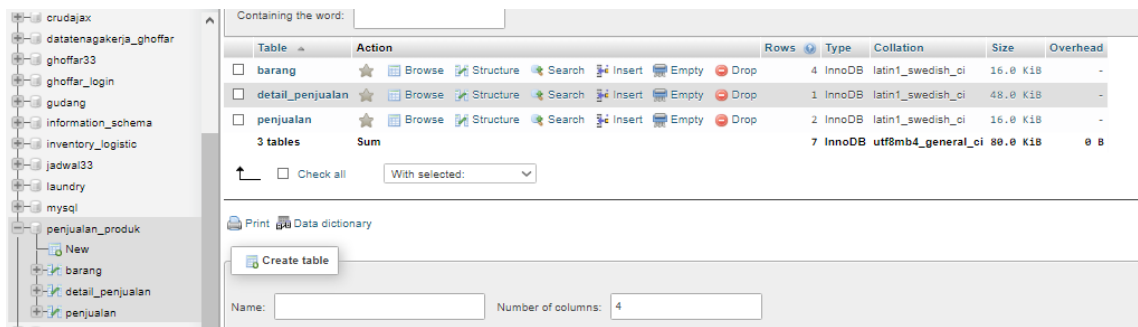 crudajax
datatenagakerja_ghoffar
ghoffar33
ghoffar_login
gudang
information_schema
inventory_logistic
jadwal33
laundry
mysql
penjualan_produk
New
barang
detail_penjualan
penjualan
Containing the word:
Table Action Rows Type Collation Size Overhead
barang Browse Structure Search Insert Empty Drop 4 InnoDB latin1_swedish_ci 16.0 KiB -
detail_penjualan Browse Structure Search Insert Empty Drop 1 InnoDB latin1_swedish_ci 48.0 KiB -
penjualan Browse Structure Search Insert Empty Drop 2 InnoDB latin1_swedish_ci 16.0 KiB -
3 tables Sum 7 InnoDB utf8mb4_general_ci 80.0 KiB 0 B
Check all With selected:
Print Data dictionary
Create table
Name: Number of columns: 4